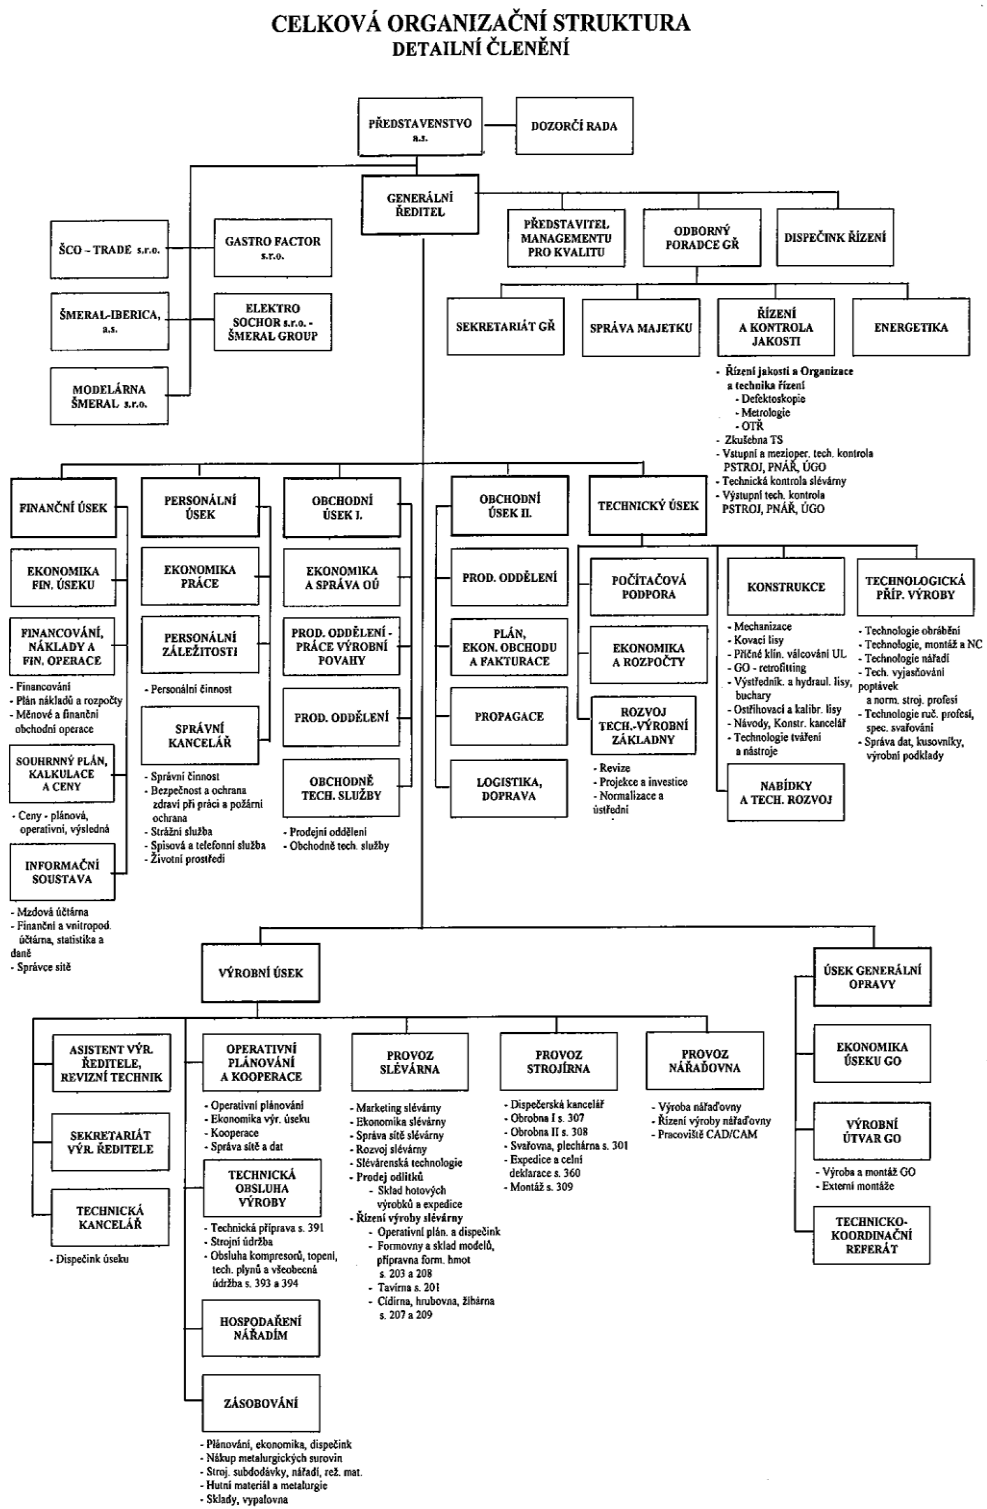 CELKOVÁ ORGANIZAČNÍ STRUKTURA
DETAILNÍ ČLENĚNÍ
PŘEDSTAVENSTVO
a.s.
DOZORČÍ RADA
GENERÁLNÍ
ŘEDITEL
PŘEDSTAVITEL
MANAGEMENTU
PRO KVALITU
ODBORNÝ
PORADCE GŘ
DISPEČINK ŘÍZENÍ
ŠCO – TRADE s.r.o.
GASTRO FACTOR
s.r.o.
ŠMERAL-IBERICA,
a.s.
ELEKTRO
SOCHOR s.r.o. -
ŠMERAL GROUP
MODELÁRNA
ŠMERAL s.r.o.
SEKRETARIÁT GŘ
SPRÁVA MAJETKU
ŘÍZENÍ
A KONTROLA
JAKOSTI
ENERGETIKA
- Řízení jakosti a Organizace
a technika řízení
- Defektoskopie
- Metrologie
- OTŘ
- Zkušebna TS
- Vstupní a mezioper. tech. kontrola
PSTROJ, PNÁŘ, ÚGO
- Technická kontrola slévárny
- Výstupní tech. kontrola
PSTROJ, PNÁŘ, ÚGO
FINANČNÍ ÚSEK
EKONOMIKA
FIN. ÚSEKU
FINANCOVÁNÍ,
NÁKLADY A
FIN. OPERACE
- Financování
- Plán nákladů a rozpočty
- Měnové a finanční
obchodní operace
SOUHRNNÝ PLÁN,
KALKULACE
A CENY
- Ceny - plánová,
operativní, výsledná
INFORMAČNÍ
SOUSTAVA
- Mzdová účtárna
- Finanční a vnitropod.
účtárna, statistika a
daně
- Správce sítě
PERSONÁLNÍ
ÚSEK
EKONOMIKA
PRÁCE
PERSONÁLNÍ
ZÁLEŽITOSTI
- Personální činnost
SPRÁVNÍ
KANCELÁŘ
- Správní činnost
- Bezpečnost a ochrana
zdraví při práci a požární
ochrana
- Strážní služba
- Spisová a telefonní služba
- Životní prostředí
OBCHODNÍ
ÚSEK I.
EKONOMIKA
A SPRÁVA OÚ
PROD. ODDĚLENÍ -
PRÁCE VÝROBNÍ
POVAHY
PROD. ODDĚLENÍ
OBCHODNĚ
TECH. SLUŽBY
- Prodejní oddělení
- Obchodně tech. služby
OBCHODNÍ
ÚSEK II.
PROD. ODDĚLENÍ
PLÁN,
EKON. OBCHODU
A FAKTURACE
PROPAGACE
LOGISTIKA,
DOPRAVA
TECHNICKÝ ÚSEK
POČÍTAČOVÁ
PODPORA
EKONOMIKA
A ROZPOČTY
ROZVOJ
TECH.-VÝROBNÍ
ZÁKLADNY
- Revize
- Projekce a investice
- Normalizace a
ústřední
KONSTRUKCE
- Mechanizace
- Kovací lisy
- Příčné klín. válcování UL
- GO - retrofitting
- Výstředník. a hydraul. lisy,
buchary
- Ostřihovací a kalibr. lisy
- Návody, Konstr. kancelář
- Technologie tváření
a nástroje
NABÍDKY
A TECH. ROZVOJ
TECHNOLOGICKÁ
PŘÍP. VÝROBY
- Technologie obrábění
- Technologie, montáž a NC
- Technologie nářadí
- Tech. vyjasňování
poptávek
a norm. stroj. profesí
- Technologie ruč. profesí,
spec. svařování
- Správa dat, kusovníky,
výrobní podklady
VÝROBNÍ ÚSEK
ASISTENT VÝR.
ŘEDITELE,
REVIZNÍ TECHNIK
SEKRETARIÁT
VÝR. ŘEDITELE
TECHNICKÁ
KANCELÁŘ
- Dispečink úseku
OPERATIVNÍ
PLÁNOVÁNÍ
A KOOPERACE
- Operativní plánování
- Ekonomika výr. úseku
- Kooperace
- Správa sítě a dat
TECHNICKÁ
OBSLUHA
VÝROBY
- Technická příprava s. 391
- Strojní údržba
- Obsluha kompresorů, topení,
tech. plynů a všeobecná
údržba s. 393 a 394
HOSPODAŘENÍ
NÁŘADÍM
ZÁSOBOVÁNÍ
- Plánování, ekonomika, dispečink
- Nákup metalurgických surovin
- Stroj. subdodávky, nářadí, rež. mat.
- Hutní materiál a metalurgie
- Sklady, vypalovna
PROVOZ
SLÉVÁRNA
- Marketing slévárny
- Ekonomika slévárny
- Správa sítě slévárny
- Rozvoj slévárny
- Slévárenská technologie
- Prodej odlitků
- Sklad hotových
výrobků a expedice
- Řízení výroby slévárny
- Operativní plán. a dispečink
- Formovny a sklad modelů,
přípravna form. hmot
s. 203 a 208
- Tavírna s. 201
- Cídírna, hrubovna, žíhárna
s. 207 a 209
PROVOZ
STROJÍRNA
- Dispečerská kancelář
- Obrobna I s. 307
- Obrobna II s. 308
- Svařovna, plechárna s. 301
- Expedice a celní
deklarace s. 360
- Montáž s. 309
PROVOZ
NÁŘAĎOVNA
- Výroba nářaďovny
- Řízení výroby nářaďovny
- Pracoviště CAD/CAM
ÚSEK GENERÁLNÍ
OPRAVY
EKONOMIKA
ÚSEKU GO
VÝROBNÍ
ÚTVAR GO
- Výroba a montáž GO
- Externí montáže
TECHNICKO-
KOORDINAČNÍ
REFERÁT